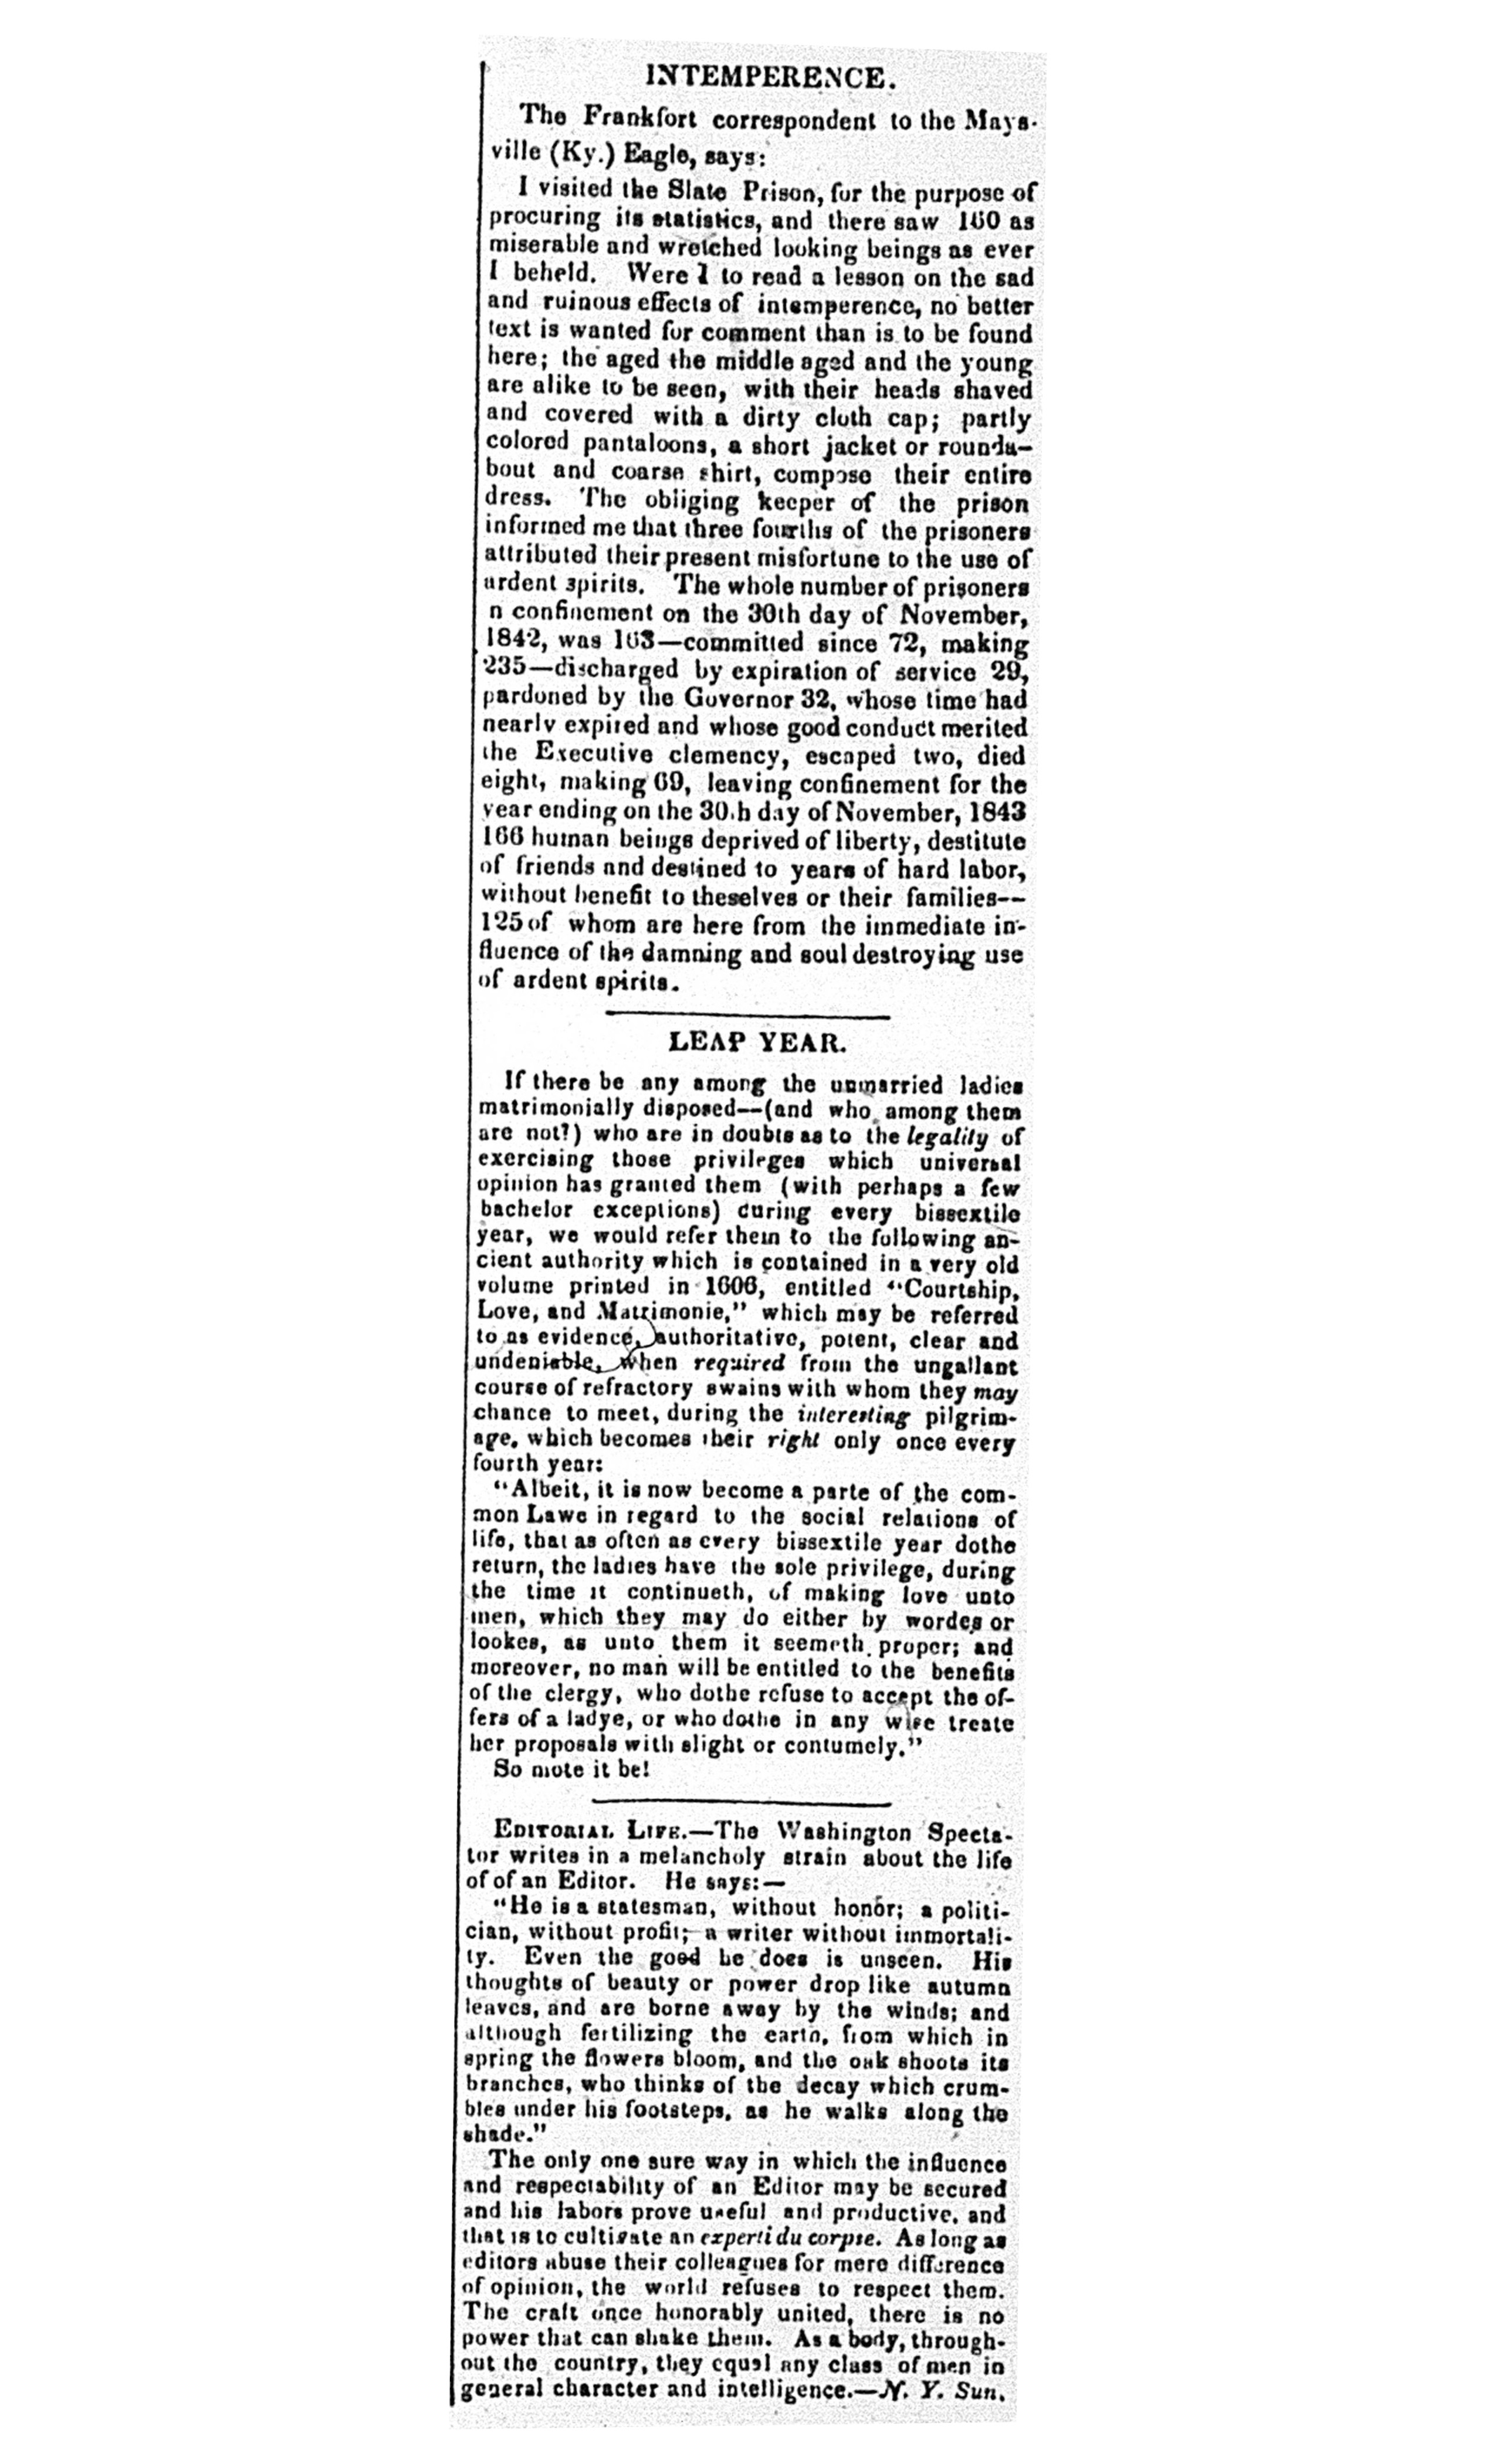 INTEMPERENCE.
The Frankfort correspondent to the Mays-
ville (Ky.) Eagle, says:
I visited the State Prison, for the purpose of
procuring its statistics, and there saw 160 as
miserable and wretched looking beings as ever
I beheld. Were I to read a lesson on the sad
and ruinous effects of intemperence, no better
text is wanted for comment than is to be found
here; the aged the middle aged and the young
are alike to be seen, with their heads shaved
and covered with a dirty cloth cap; partly
colored pantaloons, a short jacket or rounda-
bout and coarse shirt, compose their entire
dress. The obliging keeper of the prison
informed me that three fourths of the prisoners
attributed their present misfortune to the use of
ardent spirits. The whole number of prisoners
n confinement on the 30th day of November,
1842, was 163—committed since 72, making
235—discharged by expiration of service 29,
pardoned by the Governor 32, whose time had
nearly expired and whose good conduct merited
the Executive clemency, escaped two, died
eight, making 69, leaving confinement for the
year ending on the 30th day of November, 1843
166 human beings deprived of liberty, destitute
of friends and destined to years of hard labor,
without benefit to theselves or their families--
125 of whom are here from the immediate in-
fluence of the damning and soul destroying use
of ardent spirits.
LEAP YEAR.
If there be any among the unmarried ladies
matrimonially disposed--(and who among them
are not?) who are in doubts as to the legality of
exercising those privileges which universal
opinion has granted them (with perhaps a few
bachelor exceptions) during every bissextile
year, we would refer them to the following an-
cient authority which is contained in a very old
volume printed in 1606, entitled "Courtship,
Love, and Matrimonie," which may be referred
to as evidence, authoritative, potent, clear and
undeniable, when required from the ungallant
course of refractory swains with whom they may
chance to meet, during the interesting pilgrim-
age, which becomes their right only once every
fourth year:
"Albeit, it is now become a parte of the com-
mon Lawe in regard to the social relations of
life, that as often as every bissextile year dothe
return, the ladies have the sole privilege, during
the time it continueth, of making love unto
men, which they may do either by wordes or
lookes, as unto them it seemeth proper; and
moreover, no man will be entitled to the benefits
of the clergy, who dothe refuse to accept the of-
fers of a ladye, or who dothe in any wise treate
her proposals with slight or contumely."
So mote it be!
EDITORIAL LIFE.—The Washington Specta-
tor writes in a melancholy strain about the life
of of an Editor. He says:—
"He is a statesman, without honor; a politi-
cian, without profit; a writer without immortali-
ty. Even the good he does is unseen. His
thoughts of beauty or power drop like autumn
leaves, and are borne away by the winds; and
although fertilizing the earth, from which in
spring the flowers bloom, and the oak shoots its
branches, who thinks of the decay which crum-
bles under his footsteps, as he walks along the
shade."
The only one sure way in which the influence
and respectability of an Editor may be secured
and his labors prove useful and productive, and
that is to cultivate an experti du corpse. As long as
editors abuse their colleagues for mere difference
of opinion, the world refuses to respect them.
The craft once honorably united, there is no
power that can shake them. As a body, through-
out the country, they equal any class of men in
general character and intelligence.—N. Y. Sun.